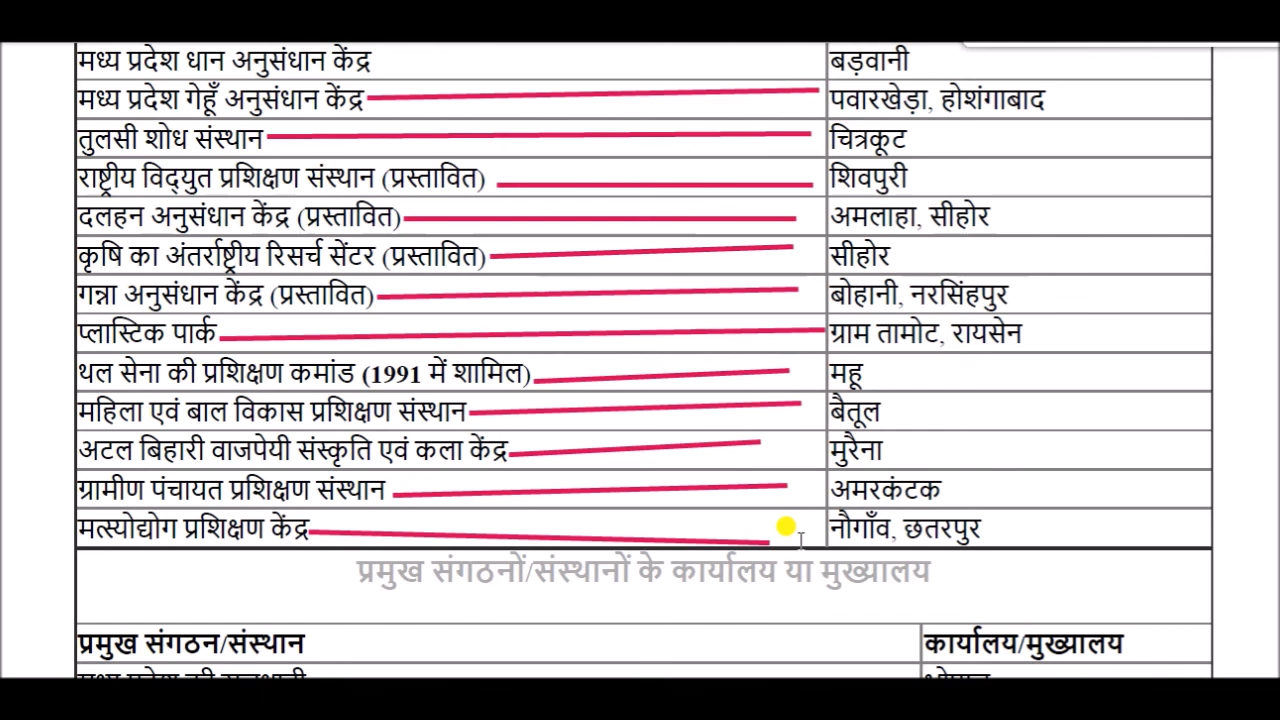 मध्य प्रदेश धान अनुसंधान केंद्र बड़वानी
मध्य प्रदेश गेहूँ अनुसंधान केंद्र पवारखेड़ा, होशंगाबाद
तुलसी शोध संस्थान चित्रकूट
राष्ट्रीय विद्युत प्रशिक्षण संस्थान (प्रस्तावित) शिवपुरी
दलहन अनुसंधान केंद्र (प्रस्तावित) अमलाहा, सीहोर
कृषि का अंतर्राष्ट्रीय रिसर्च सेंटर (प्रस्तावित) सीहोर
गन्ना अनुसंधान केंद्र (प्रस्तावित) बोहानी, नरसिंहपुर
प्लास्टिक पार्क ग्राम तामोट, रायसेन
थल सेना की प्रशिक्षण कमांड (1991 में शामिल) महू
महिला एवं बाल विकास प्रशिक्षण संस्थान बैतूल
अटल बिहारी वाजपेयी संस्कृति एवं कला केंद्र मुरैना
ग्रामीण पंचायत प्रशिक्षण संस्थान अमरकंटक
मत्स्योद्योग प्रशिक्षण केंद्र नौगाँव, छतरपुर
प्रमुख संगठनों/संस्थानों के कार्यालय या मुख्यालय
प्रमुख संगठन/संस्थान कार्यालय/मुख्यालय